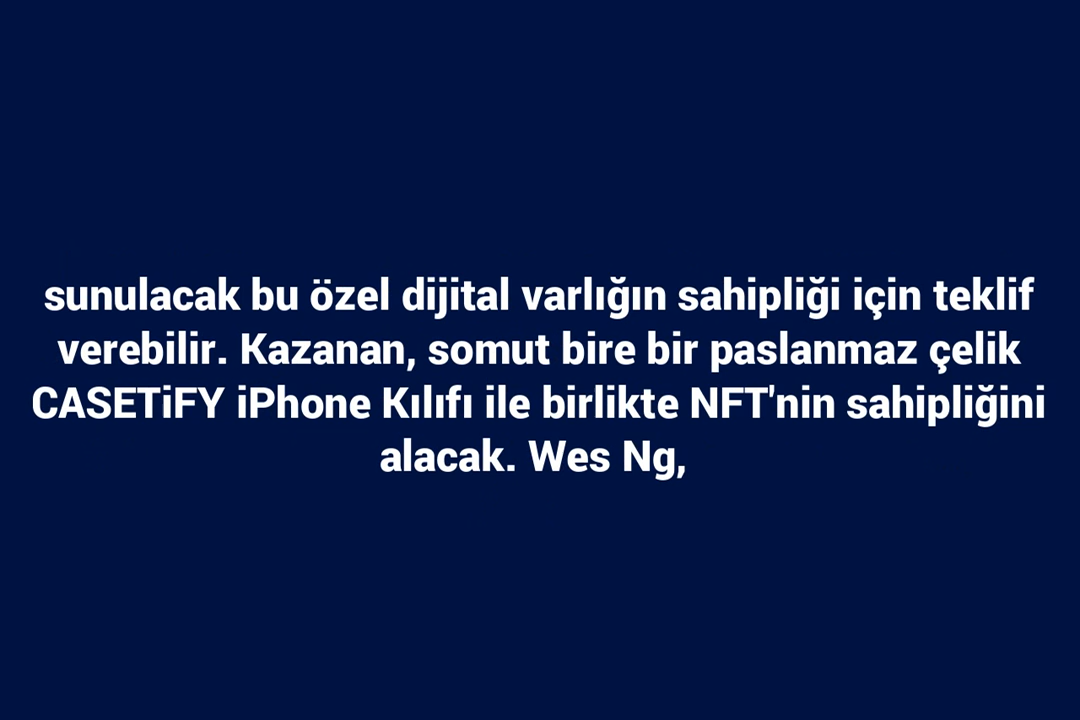 sunulacak bu özel dijital varlığın sahipliği için teklif
verebilir. Kazanan, somut bire bir paslanmaz çelik
CASETiFY iPhone Kılıfı ile birlikte NFT'nin sahipliğini
alacak. Wes Ng,